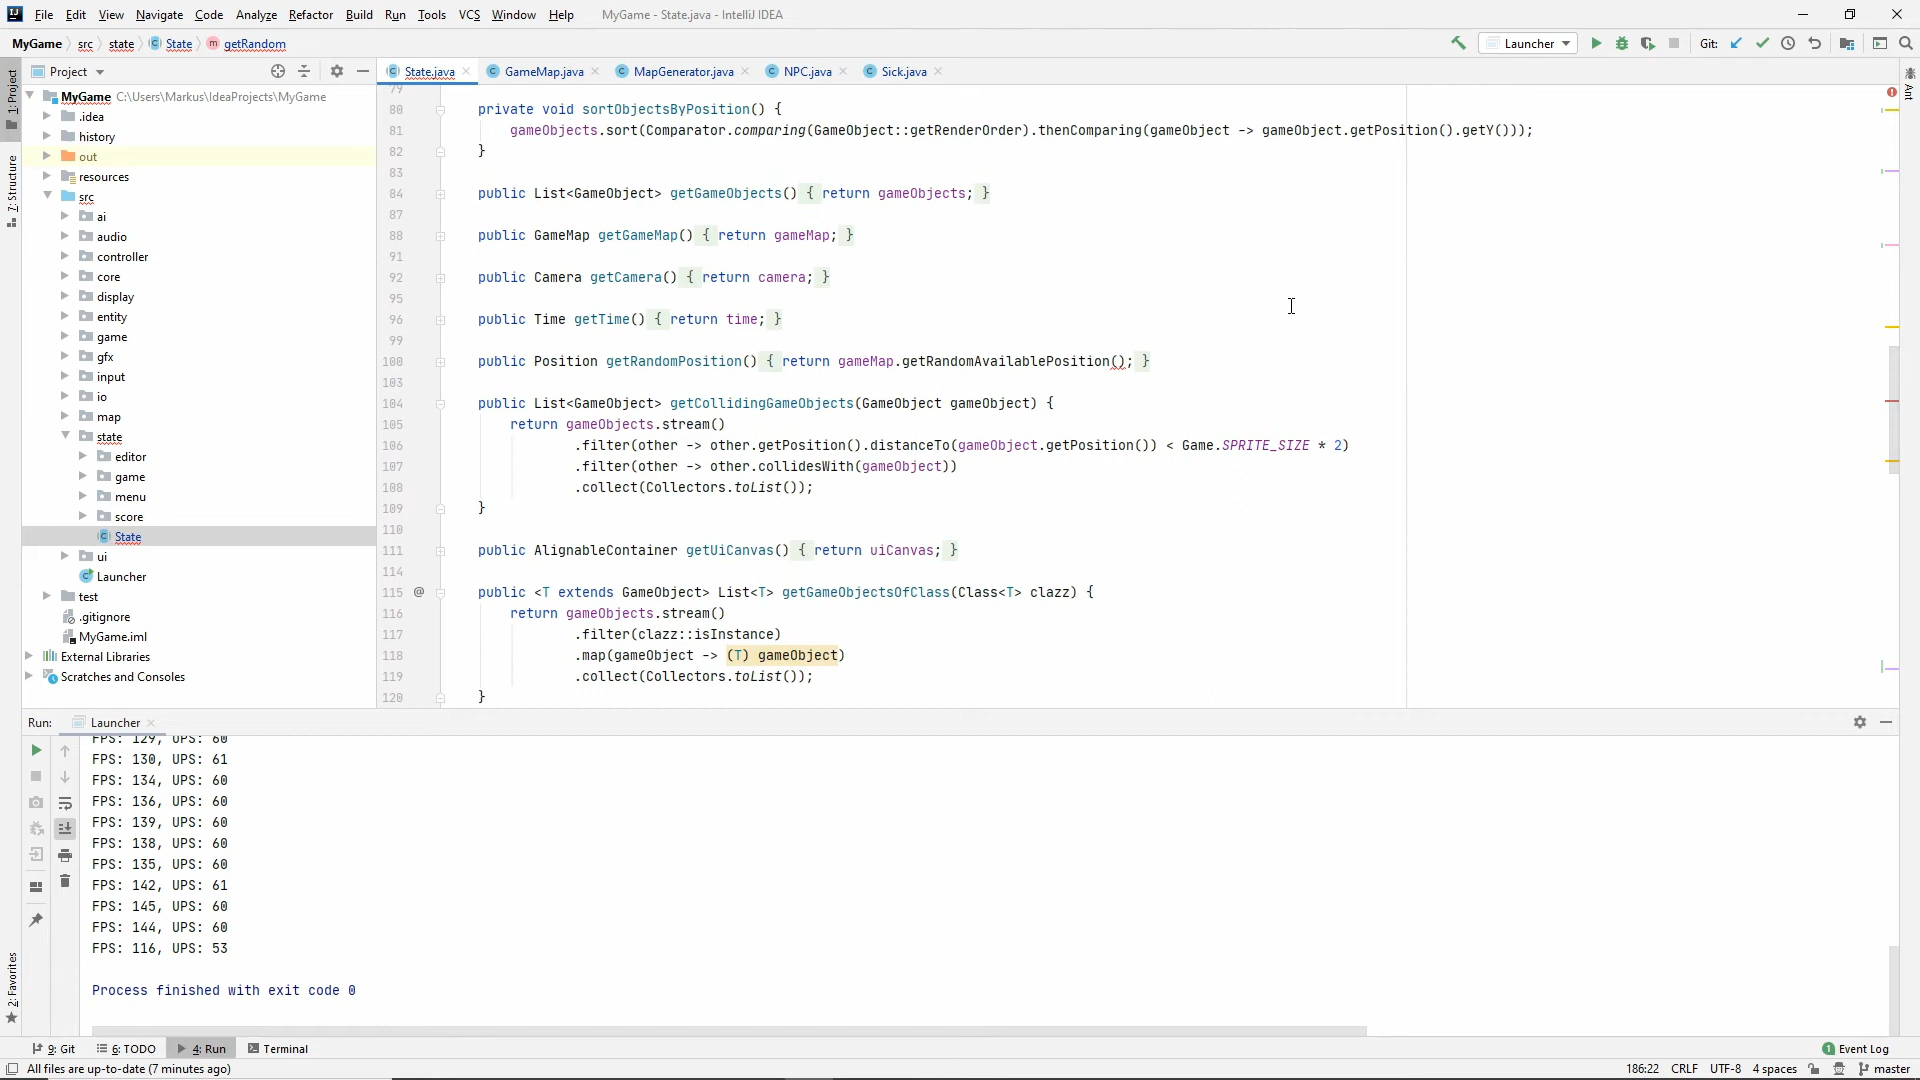 File Edit View Navigate Code Analyze Refactor Build Run Tools VCS Window Help MyGame - State.java - IntelliJ IDEA
MyGame src state State getRandom
Launcher Git:
Project
State.java GameMap.java MapGenerator.java NPC.java Sick.java
1: Project
7: Structure
2: Favorites
Ant
MyGame C:\Users\Markus\IdeaProjects\MyGame
.idea
history
out
resources
src
ai
audio
controller
core
display
entity
game
gfx
input
io
map
state
editor
game
menu
score
State
ui
Launcher
test
.gitignore
MyGame.iml
External Libraries
Scratches and Consoles
79
80 private void sortObjectsByPosition() {
81 gameObjects.sort(Comparator.comparing(GameObject::getRenderOrder).thenComparing(gameObject -> gameObject.getPosition().getY()));
82 }
83
84 public List<GameObject> getGameObjects() { return gameObjects; }
87
88 public GameMap getGameMap() { return gameMap; }
91
92 public Camera getCamera() { return camera; }
95
96 public Time getTime() { return time; }
99
100 public Position getRandomPosition() { return gameMap.getRandomAvailablePosition(); }
103
104 public List<GameObject> getCollidingGameObjects(GameObject gameObject) {
105 return gameObjects.stream()
106 .filter(other -> other.getPosition().distanceTo(gameObject.getPosition()) < Game.SPRITE_SIZE * 2)
107 .filter(other -> other.collidesWith(gameObject))
108 .collect(Collectors.toList());
109 }
110
111 public AlignableContainer getUiCanvas() { return uiCanvas; }
114
115 @ public <T extends GameObject> List<T> getGameObjectsOfClass(Class<T> clazz) {
116 return gameObjects.stream()
117 .filter(clazz::isInstance)
118 .map(gameObject -> (T) gameObject)
119 .collect(Collectors.toList());
120 }
Run: Launcher
FPS: 129, UPS: 60
FPS: 130, UPS: 61
FPS: 134, UPS: 60
FPS: 136, UPS: 60
FPS: 139, UPS: 60
FPS: 138, UPS: 60
FPS: 135, UPS: 60
FPS: 142, UPS: 61
FPS: 145, UPS: 60
FPS: 144, UPS: 60
FPS: 116, UPS: 53
Process finished with exit code 0
9: Git 6: TODO 4: Run Terminal 1 Event Log
All files are up-to-date (7 minutes ago) 186:22 CRLF UTF-8 4 spaces master